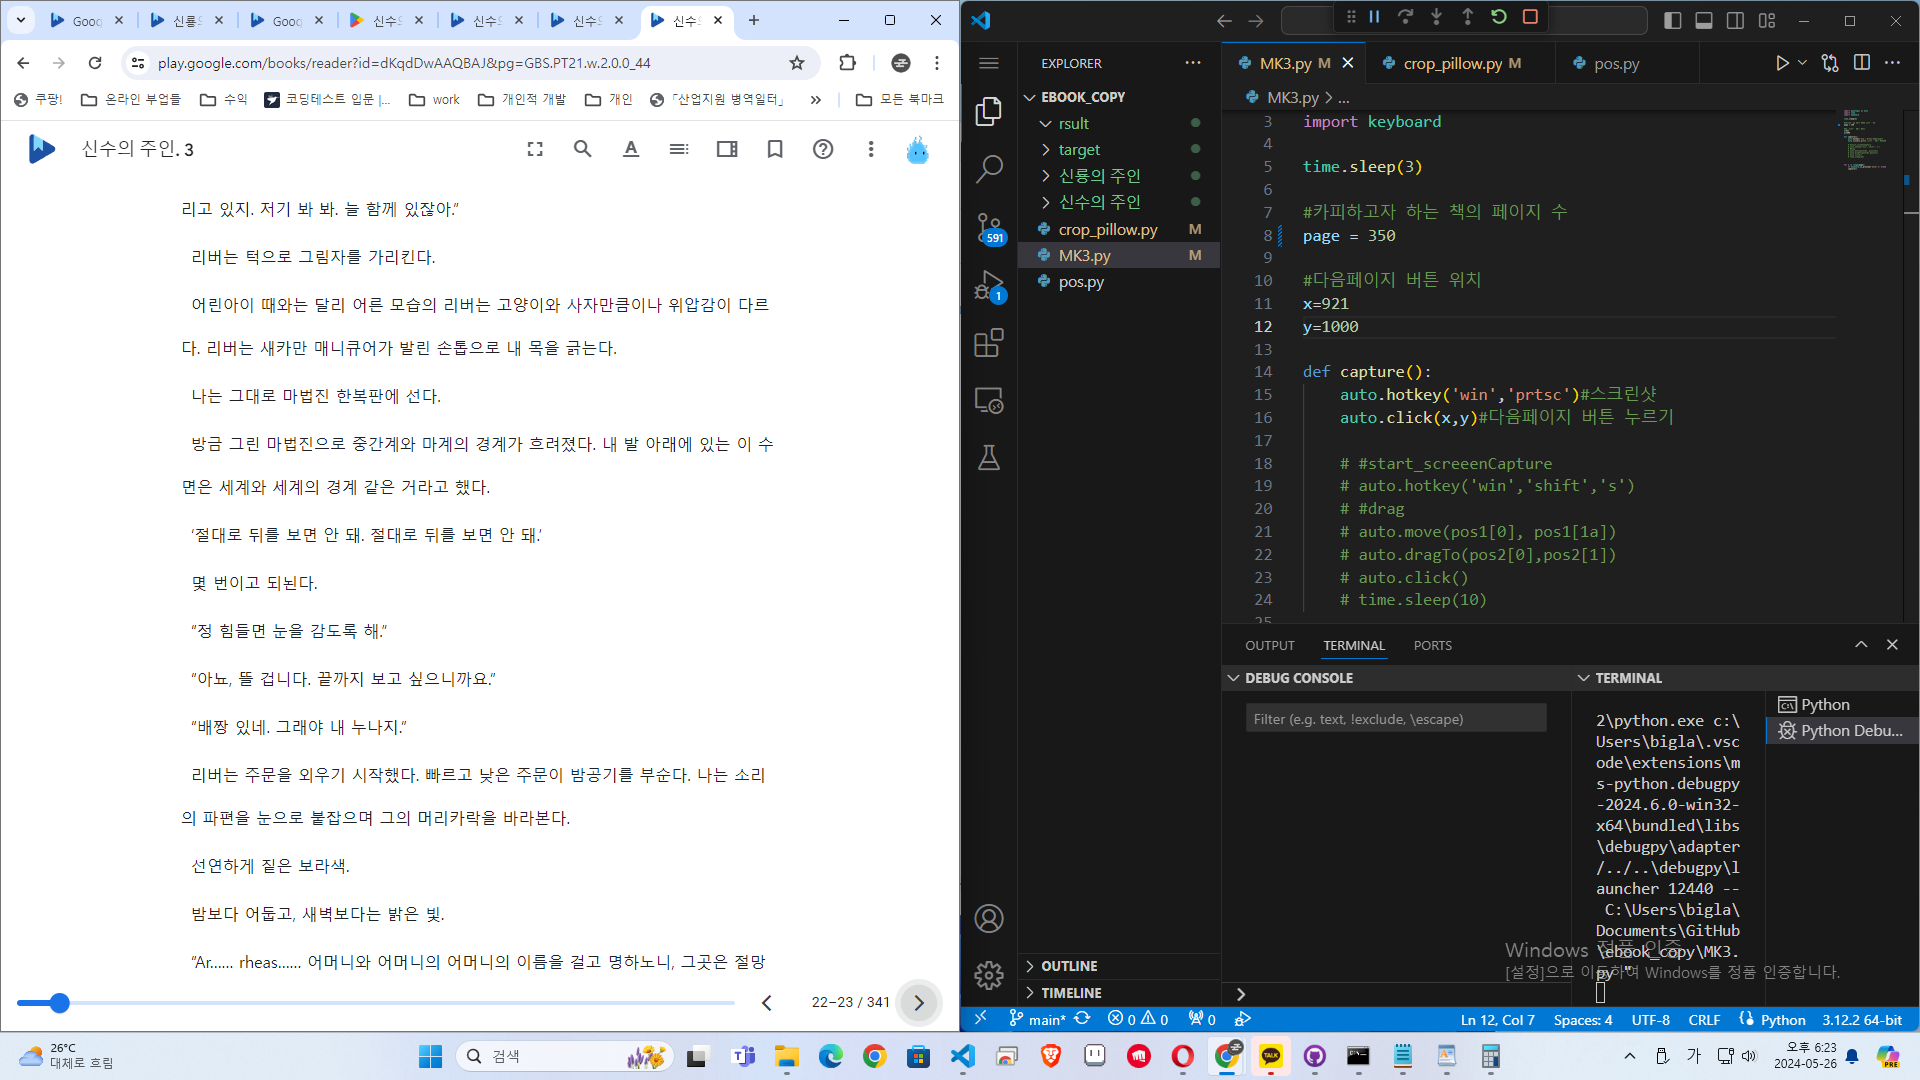 Goog
신룡의
Goog
신수의
신수의
신수의
신수의
play.google.com/books/reader?id=dKqdDwAAQBAJ&pg=GBS.PT21.w.2.0.0_44
쿠팡!
온라인 부업들
수익
코딩테스트 입문 |...
work
개인적 개발
개인
「산업지원 병역일터」
모든 북마크
신수의 주인. 3
리고 있지. 저기 봐 봐. 늘 함께 있잖아.”
리버는 턱으로 그림자를 가리킨다.
어린아이 때와는 달리 어른 모습의 리버는 고양이와 사자만큼이나 위압감이 다르
다. 리버는 새카만 매니큐어가 발린 손톱으로 내 목을 긁는다.
나는 그대로 마법진 한복판에 선다.
방금 그린 마법진으로 중간계와 마계의 경계가 흐려졌다. 내 발 아래에 있는 이 수
면은 세계와 세계의 경계 같은 거라고 했다.
‘절대로 뒤를 보면 안 돼. 절대로 뒤를 보면 안 돼.’
몇 번이고 되뇐다.
“정 힘들면 눈을 감도록 해.”
“아뇨, 뜰 겁니다. 끝까지 보고 싶으니까요.”
“배짱 있네. 그래야 내 누나지.”
리버는 주문을 외우기 시작했다. 빠르고 낮은 주문이 밤공기를 부순다. 나는 소리
의 파편을 눈으로 붙잡으며 그의 머리카락을 바라본다.
선연하게 짙은 보라색.
밤보다 어둡고, 새벽보다는 밝은 빛.
“Ar...... rheas...... 어머니와 어머니의 어머니의 이름을 걸고 명하노니, 그곳은 절망
22–23 / 341
EXPLORER
EBOOK_COPY
rsult
target
신룡의 주인
신수의 주인
crop_pillow.py M
MK3.py M
pos.py
591
1
OUTLINE
TIMELINE
MK3.py M
crop_pillow.py M
pos.py
MK3.py > ...
3 import keyboard
4
5 time.sleep(3)
6
7 #카피하고자 하는 책의 페이지 수
8 page = 350
9
10 #다음페이지 버튼 위치
11 x=921
12 y=1000
13
14 def capture():
15 auto.hotkey('win','prtsc')#스크린샷
16 auto.click(x,y)#다음페이지 버튼 누르기
17
18 # #start_screeenCapture
19 # auto.hotkey('win','shift','s')
20 # #drag
21 # auto.move(pos1[0], pos1[1a])
22 # auto.dragTo(pos2[0],pos2[1])
23 # auto.click()
24 # time.sleep(10)
25
OUTPUT
TERMINAL
PORTS
DEBUG CONSOLE
Filter (e.g. text, !exclude, \escape)
TERMINAL
2\python.exe c:\
Users\bigla\.vsc
ode\extensions\m
s-python.debugpy
-2024.6.0-win32-
x64\bundled\libs
\debugpy\adapter
/../..\debugpy\l
auncher 12440 --
C:\Users\bigla\
Documents\GitHub
\ebook_copy\MK3.
py "
Python
Python Debu...
Windows 정품 인증
[설정]으로 이동하여 Windows를 정품 인증합니다.
main*
0 0
0
Ln 12, Col 7
Spaces: 4
UTF-8
CRLF
Python
3.12.2 64-bit
26°C
대체로 흐림
검색
TALK
가
오후 6:23
2024-05-26
PRE